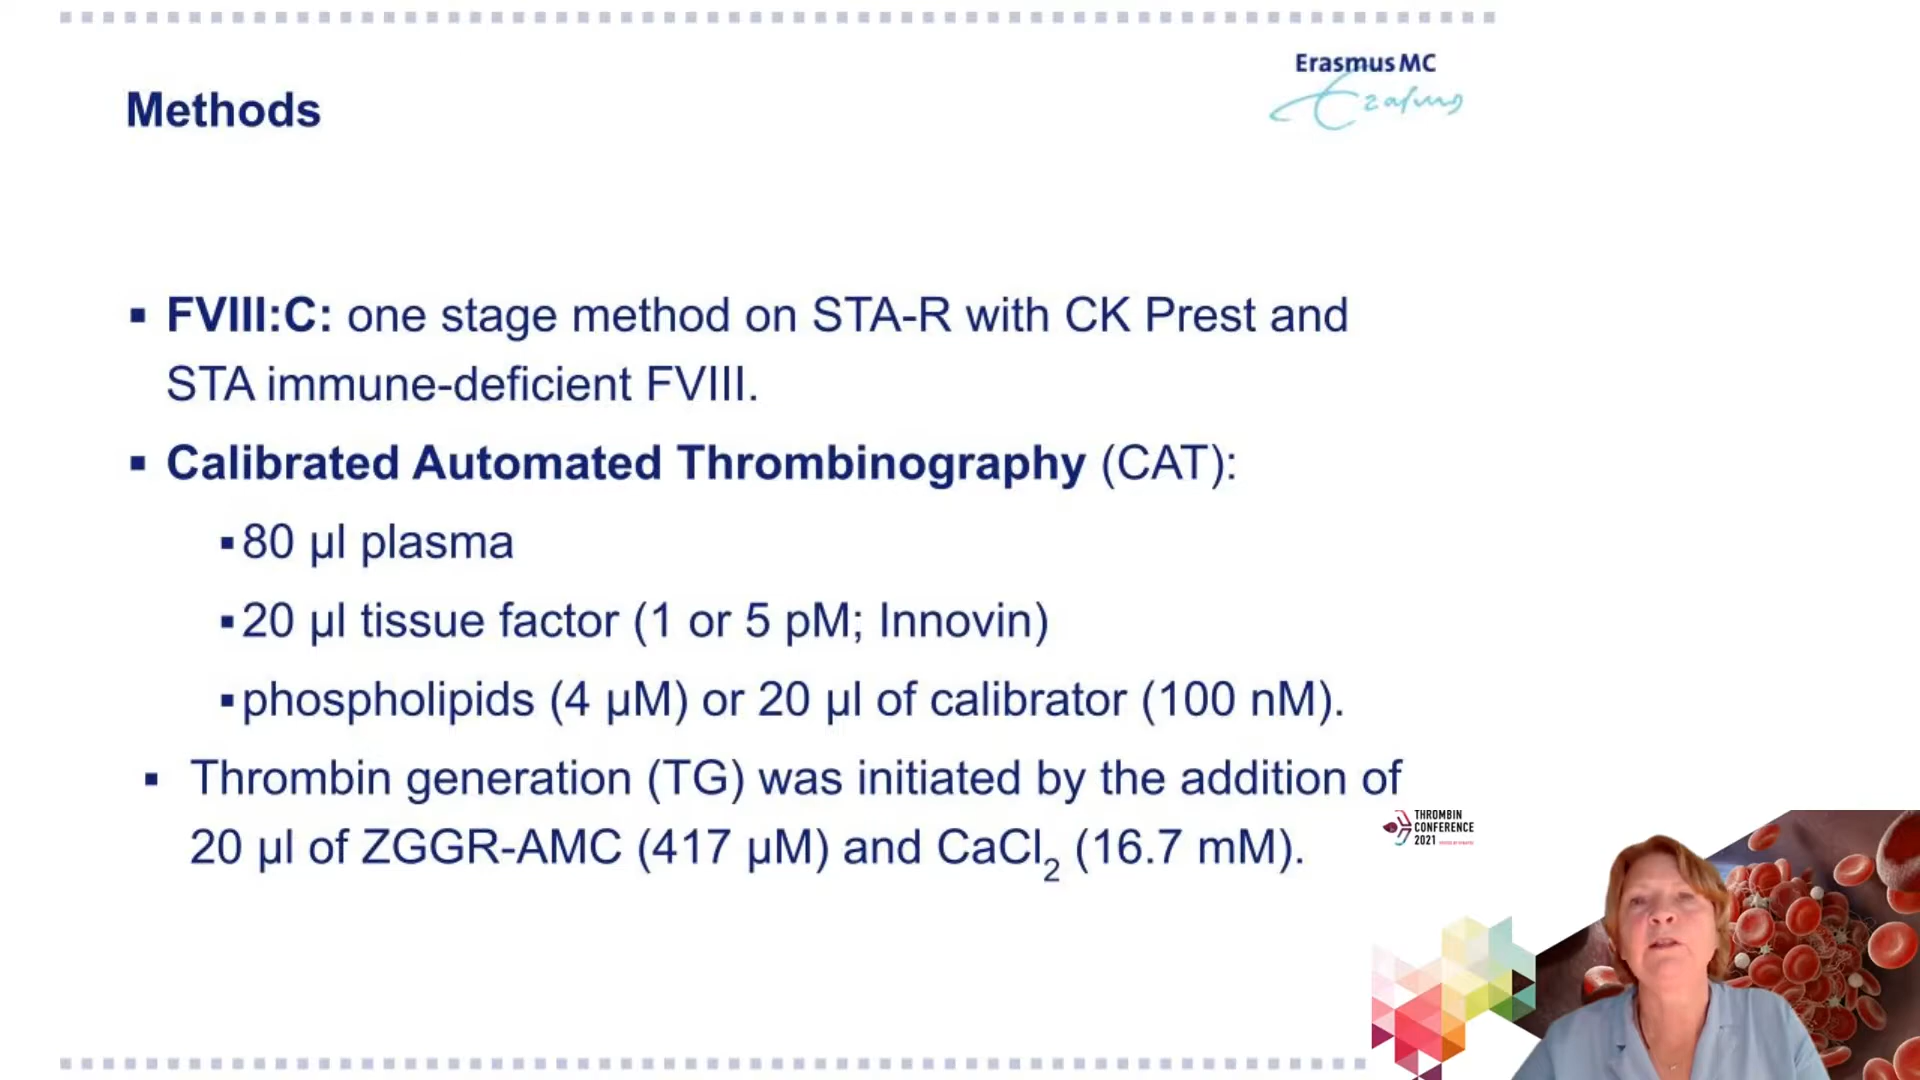 Erasmus MC
Erasmus
Methods
▪ FVIII:C: one stage method on STA-R with CK Prest and
STA immune-deficient FVIII.
▪ Calibrated Automated Thrombinography (CAT):
▪ 80 µl plasma
▪ 20 µl tissue factor (1 or 5 pM; Innovin)
▪ phospholipids (4 µM) or 20 µl of calibrator (100 nM).
▪ Thrombin generation (TG) was initiated by the addition of
20 µl of ZGGR-AMC (417 µM) and CaCl₂ (16.7 mM).
THROMBIN
CONFERENCE
2021